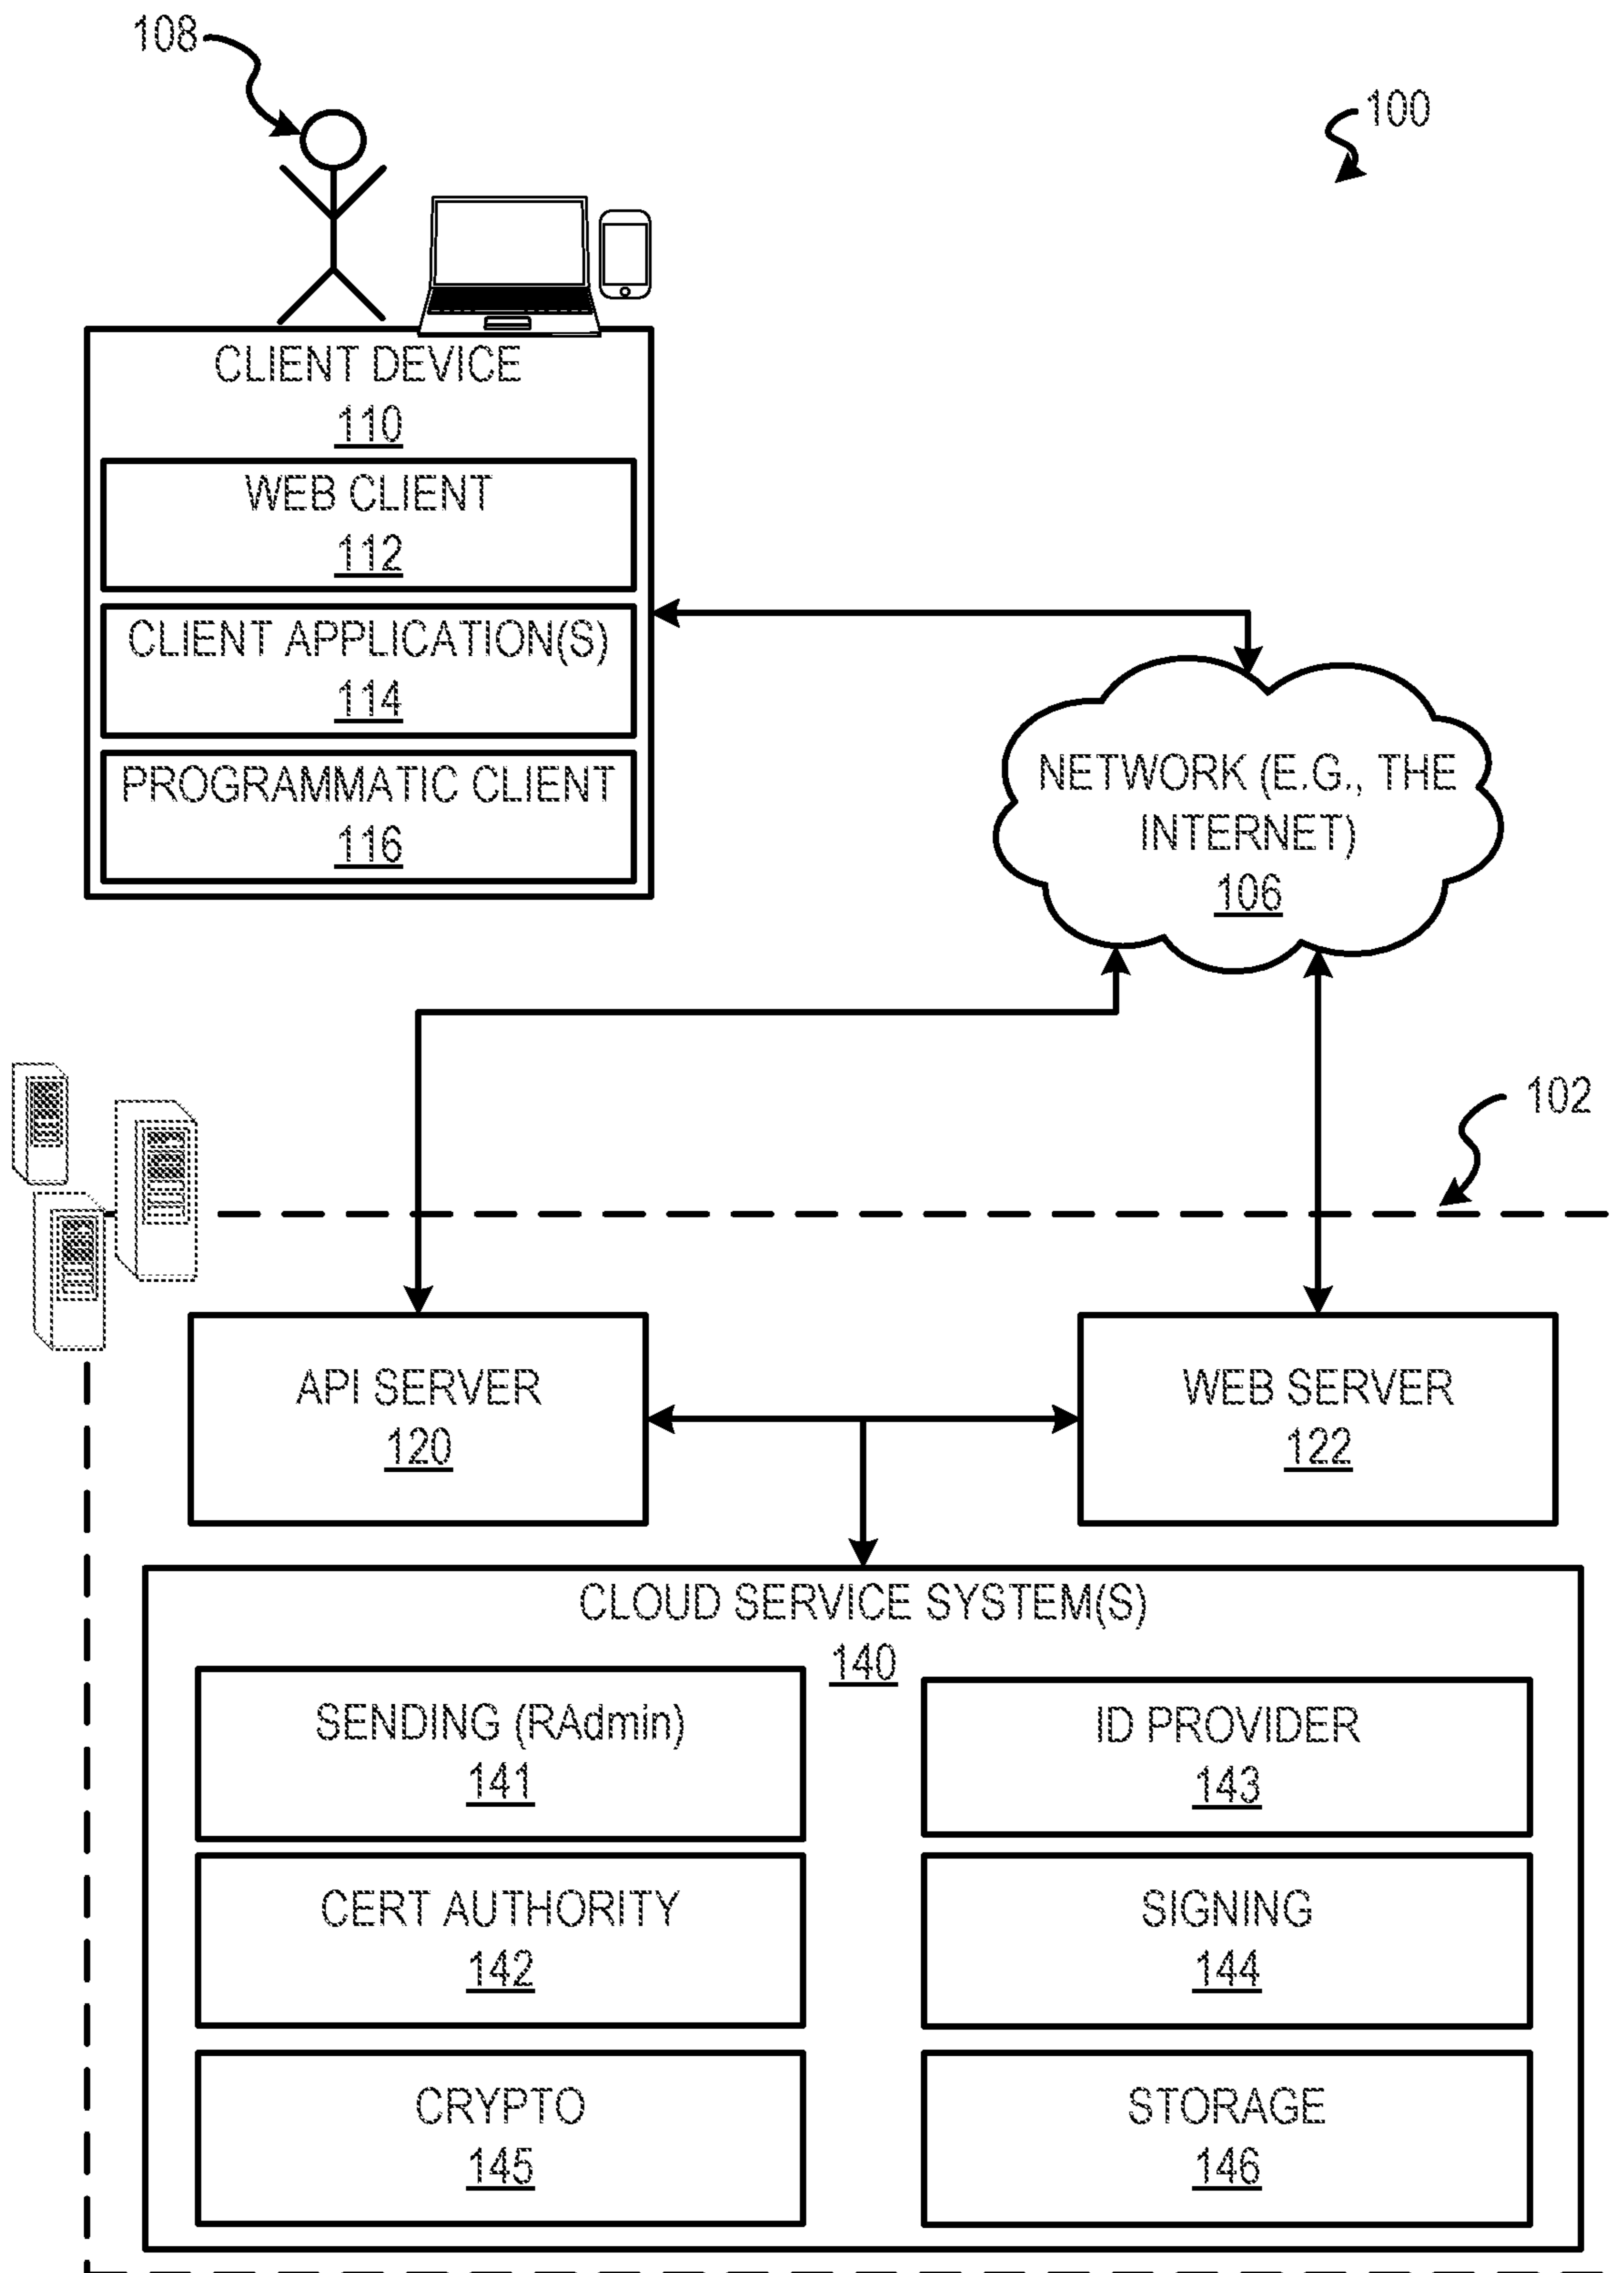 108
100
CLIENT DEVICE
110
WEB CLIENT
112
CLIENT APPLICATION(S)
114
PROGRAMMATIC CLIENT
116
NETWORK (E.G., THE
INTERNET)
106
102
API SERVER
120
WEB SERVER
122
CLOUD SERVICE SYSTEM(S)
140
SENDING (RAdmin)
141
ID PROVIDER
143
CERT AUTHORITY
142
SIGNING
144
CRYPTO
145
STORAGE
146